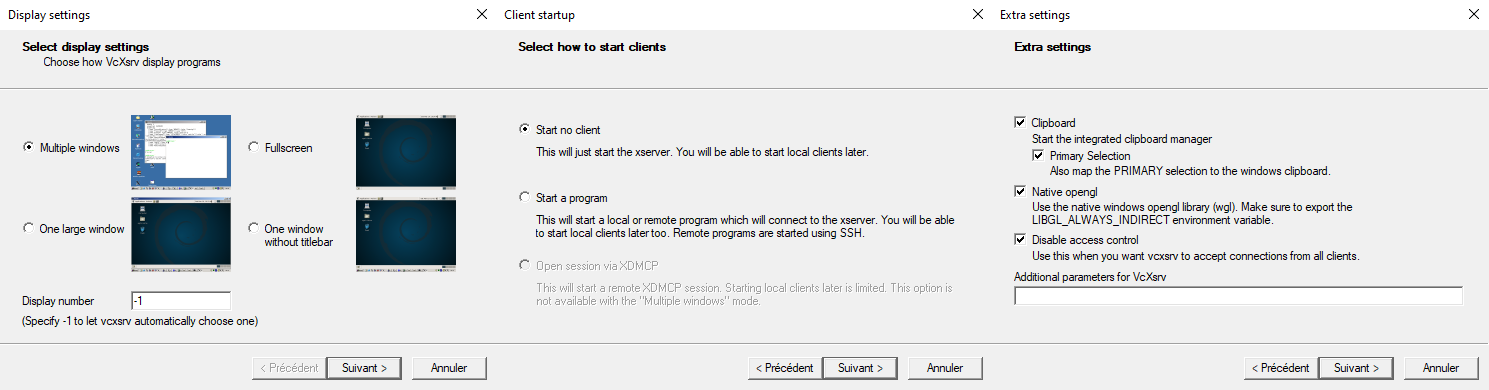 Display settings
Select display settings
Choose how VcXsrv display programs
Multiple windows
Fullscreen
One large window
One window
without titlebar
Display number
-1
(Specify -1 to let vcxsrv automatically choose one)
< Précédent
Suivant >
Annuler
Client startup
Select how to start clients
Start no client
This will just start the xserver. You will be able to start local clients later.
Start a program
This will start a local or remote program which will connect to the xserver. You will be able
to start local clients later too. Remote programs are started using SSH.
Open session via XDMCP
This will start a remote XDMCP session. Starting local clients later is limited. This option is
not available with the "Multiple windows" mode.
< Précédent
Suivant >
Annuler
Extra settings
Extra settings
Clipboard
Start the integrated clipboard manager
Primary Selection
Also map the PRIMARY selection to the windows clipboard.
Native opengl
Use the native windows opengl library (wgl). Make sure to export the
LIBGL_ALWAYS_INDIRECT environment variable.
Disable access control
Use this when you want vcxsrv to accept connections from all clients.
Additional parameters for VcXsrv
< Précédent
Suivant >
Annuler